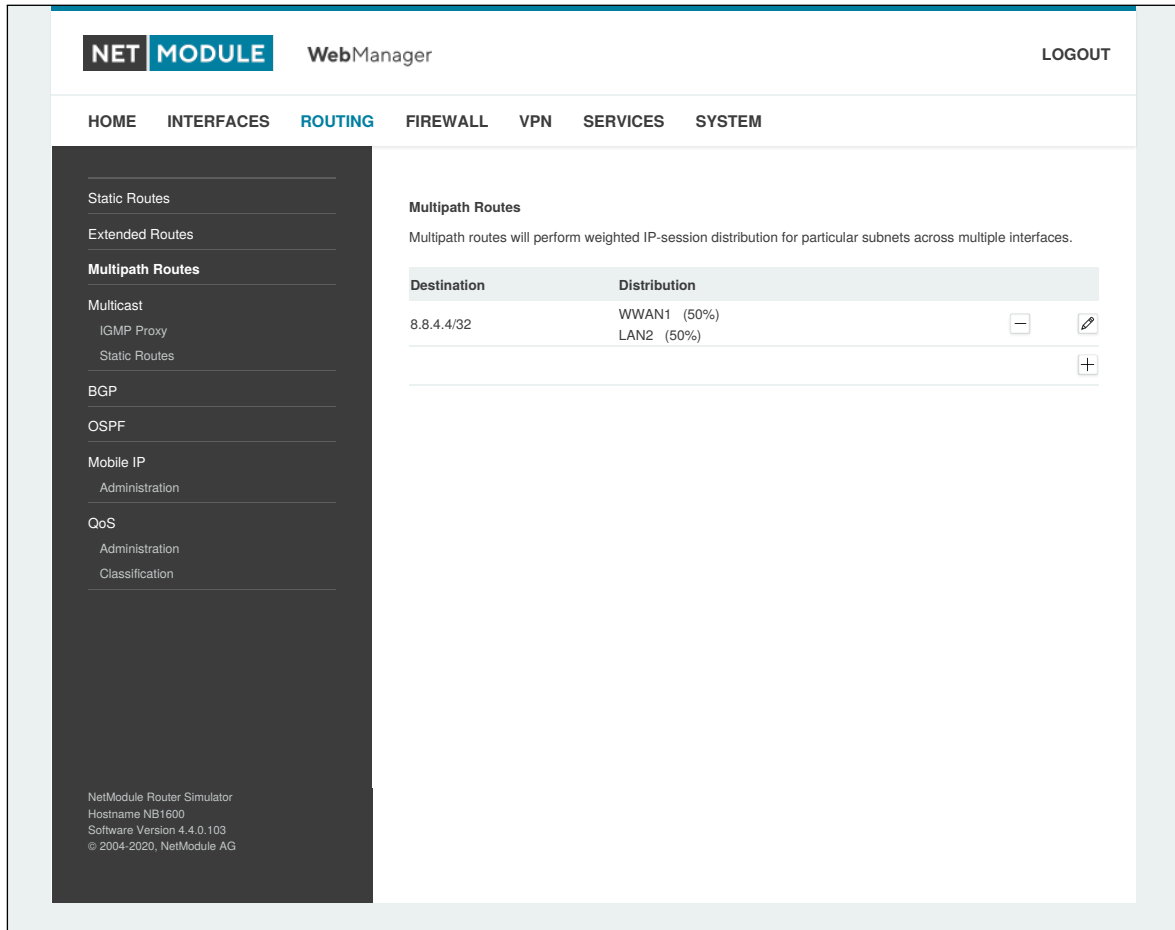 NET MODULE WebManager LOGOUT
HOME INTERFACES ROUTING FIREWALL VPN SERVICES SYSTEM
Static Routes
Extended Routes
Multipath Routes
Multicast
IGMP Proxy
Static Routes
BGP
OSPF
Mobile IP
Administration
QoS
Administration
Classification
NetModule Router Simulator
Hostname NB1600
Software Version 4.4.0.103
© 2004-2020, NetModule AG
Multipath Routes
Multipath routes will perform weighted IP-session distribution for particular subnets across multiple interfaces.
Destination Distribution
8.8.4.4/32
WWAN1 (50%)
LAN2 (50%)